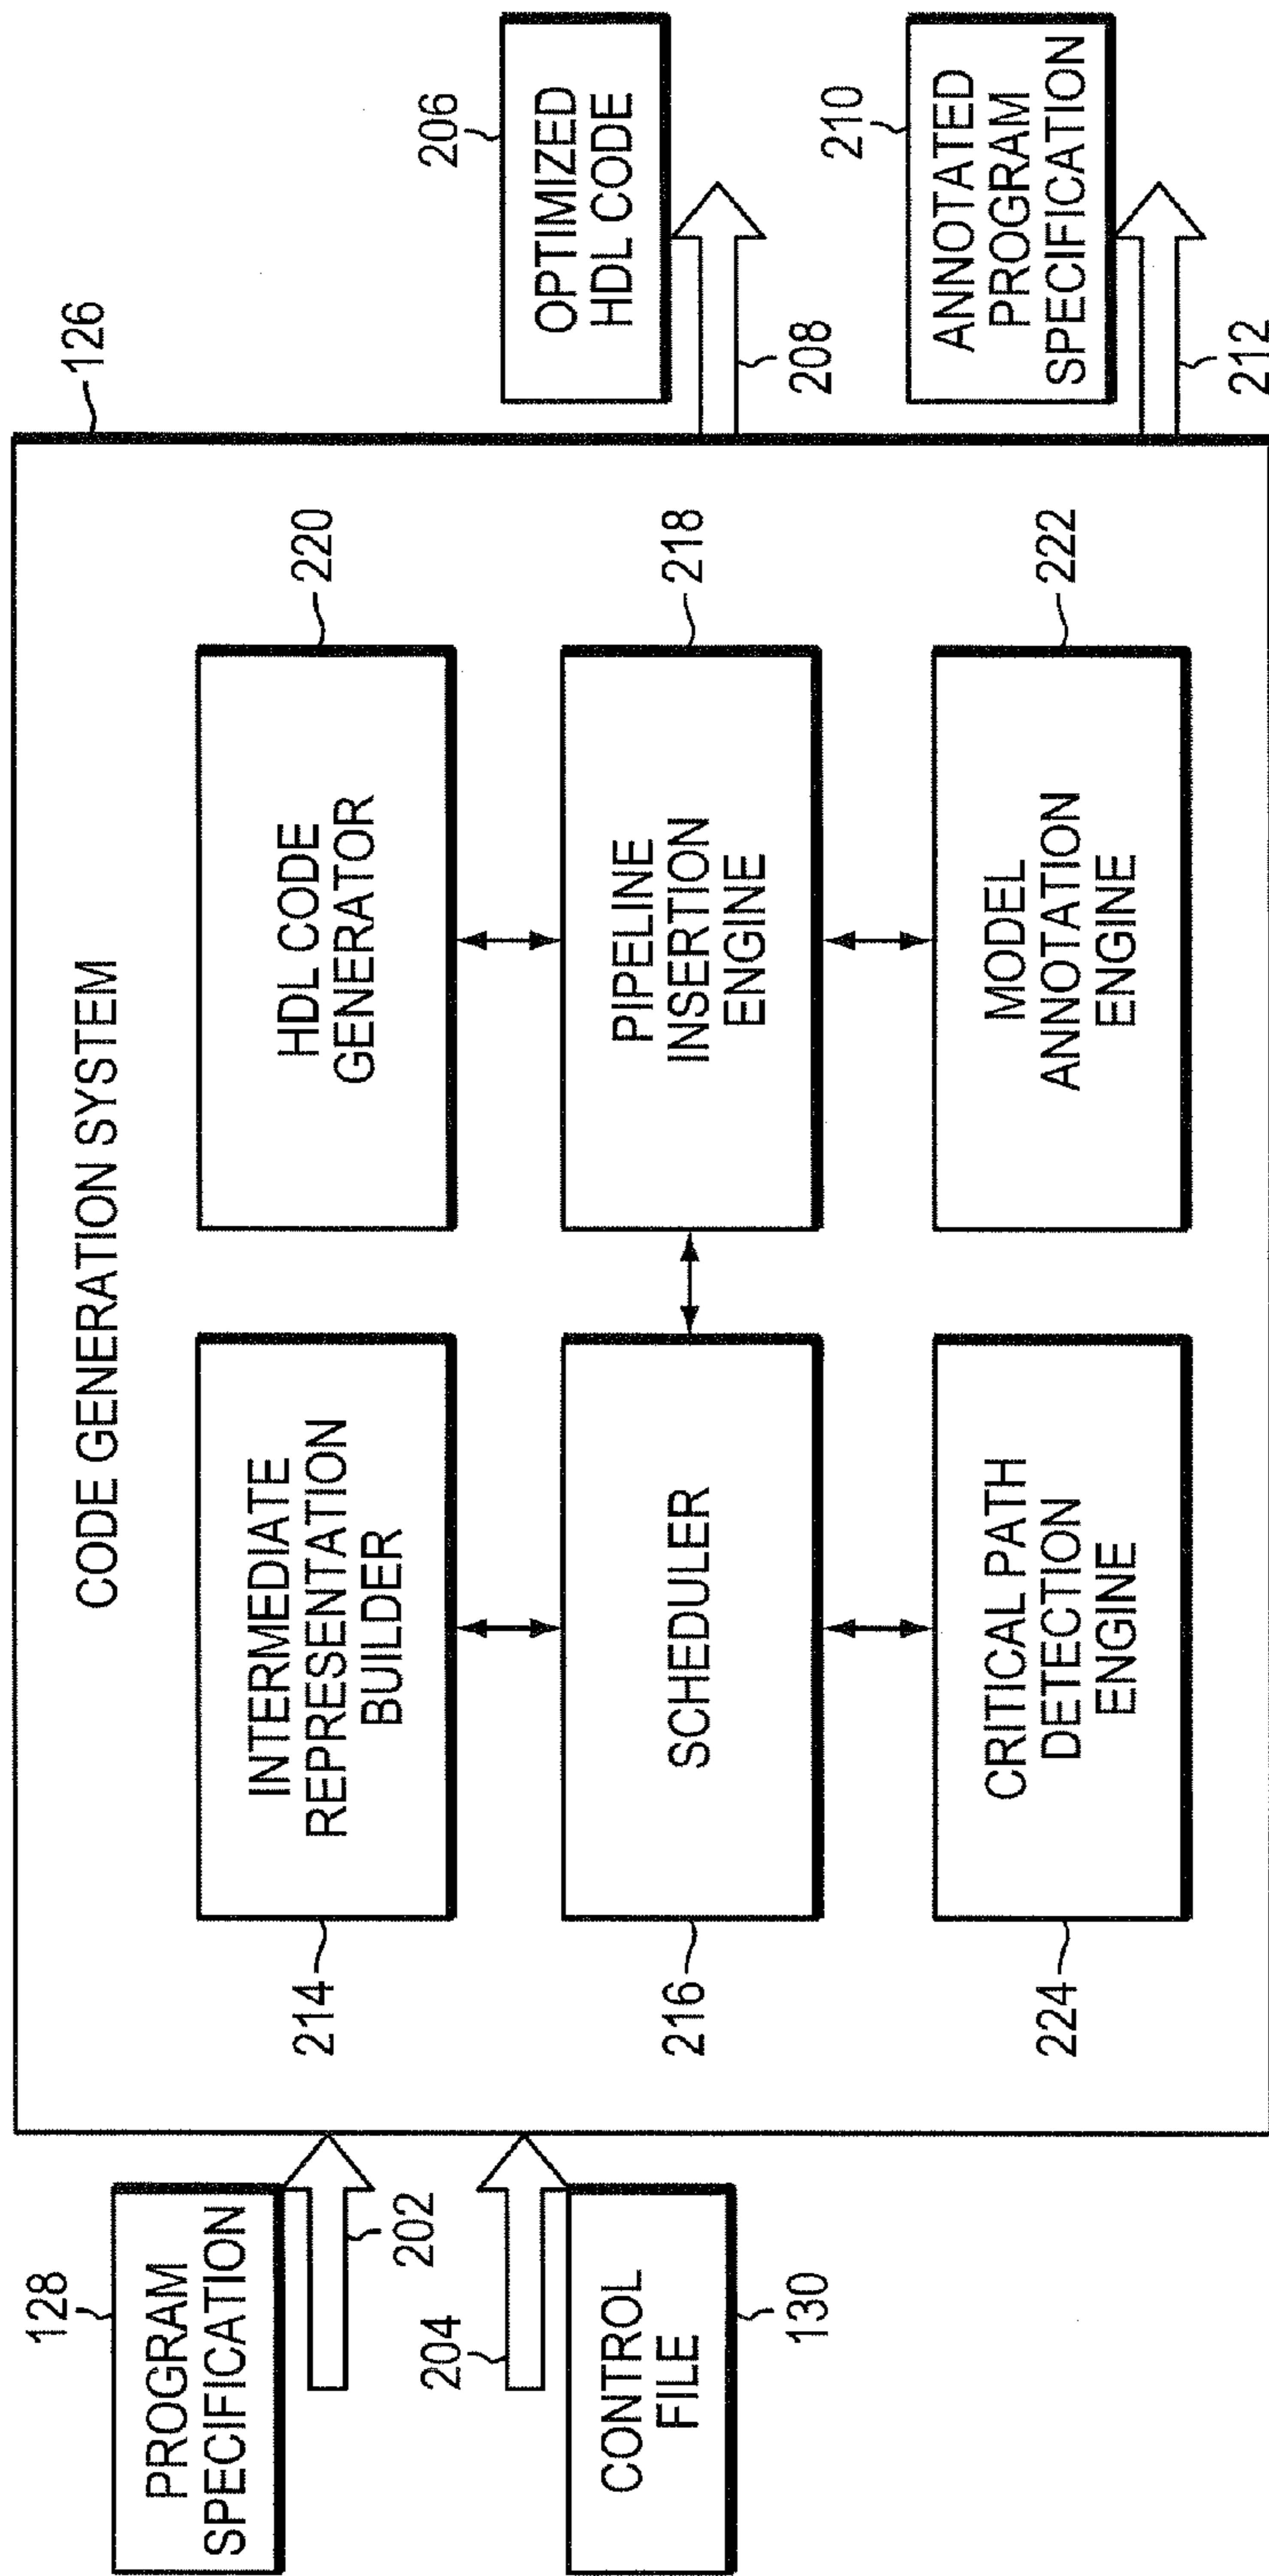 128
PROGRAM
SPECIFICATION
202
204
CONTROL
FILE
130
126
CODE GENERATION SYSTEM
214
INTERMEDIATE
REPRESENTATION
BUILDER
220
HDL CODE
GENERATOR
216
SCHEDULER
218
PIPELINE
INSERTION
ENGINE
224
CRITICAL PATH
DETECTION
ENGINE
222
MODEL
ANNOTATION
ENGINE
206
OPTIMIZED
HDL CODE
208
210
ANNOTATED
PROGRAM
SPECIFICATION
212